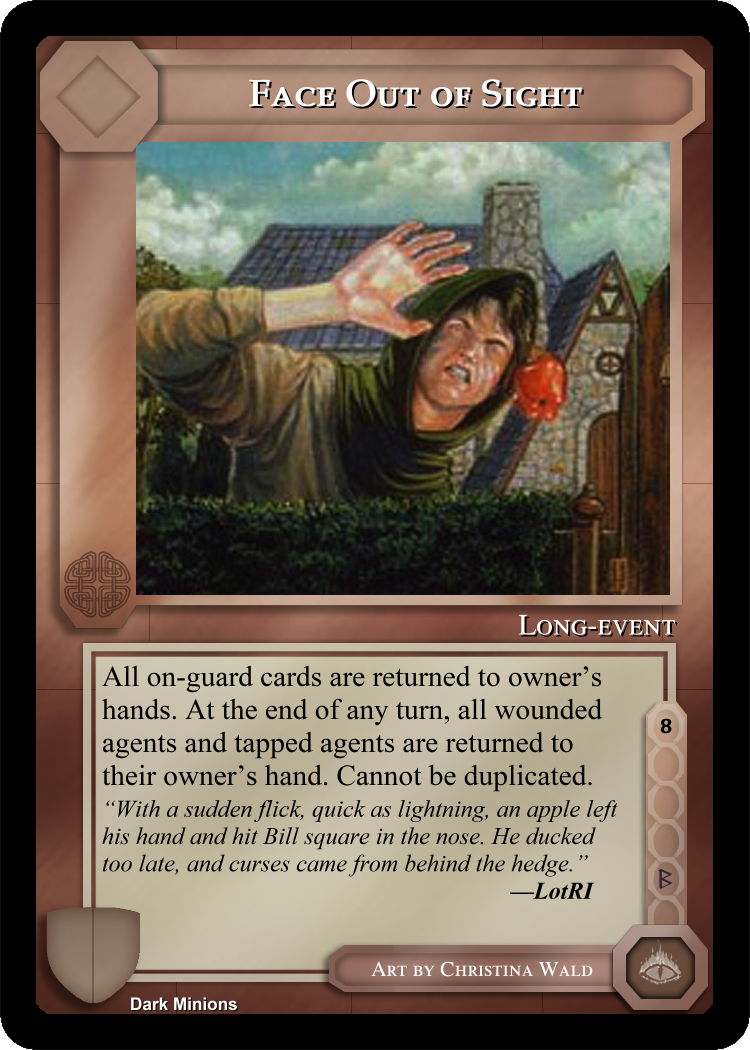 Face Out of Sight
Long-event
All on-guard cards are returned to owner’s
hands. At the end of any turn, all wounded
agents and tapped agents are returned to
their owner’s hand. Cannot be duplicated.
“With a sudden flick, quick as lightning, an apple left
his hand and hit Bill square in the nose. He ducked
too late, and curses came from behind the hedge.”
—LotRI
8
ᛒ
Art by Christina Wald
Dark Minions